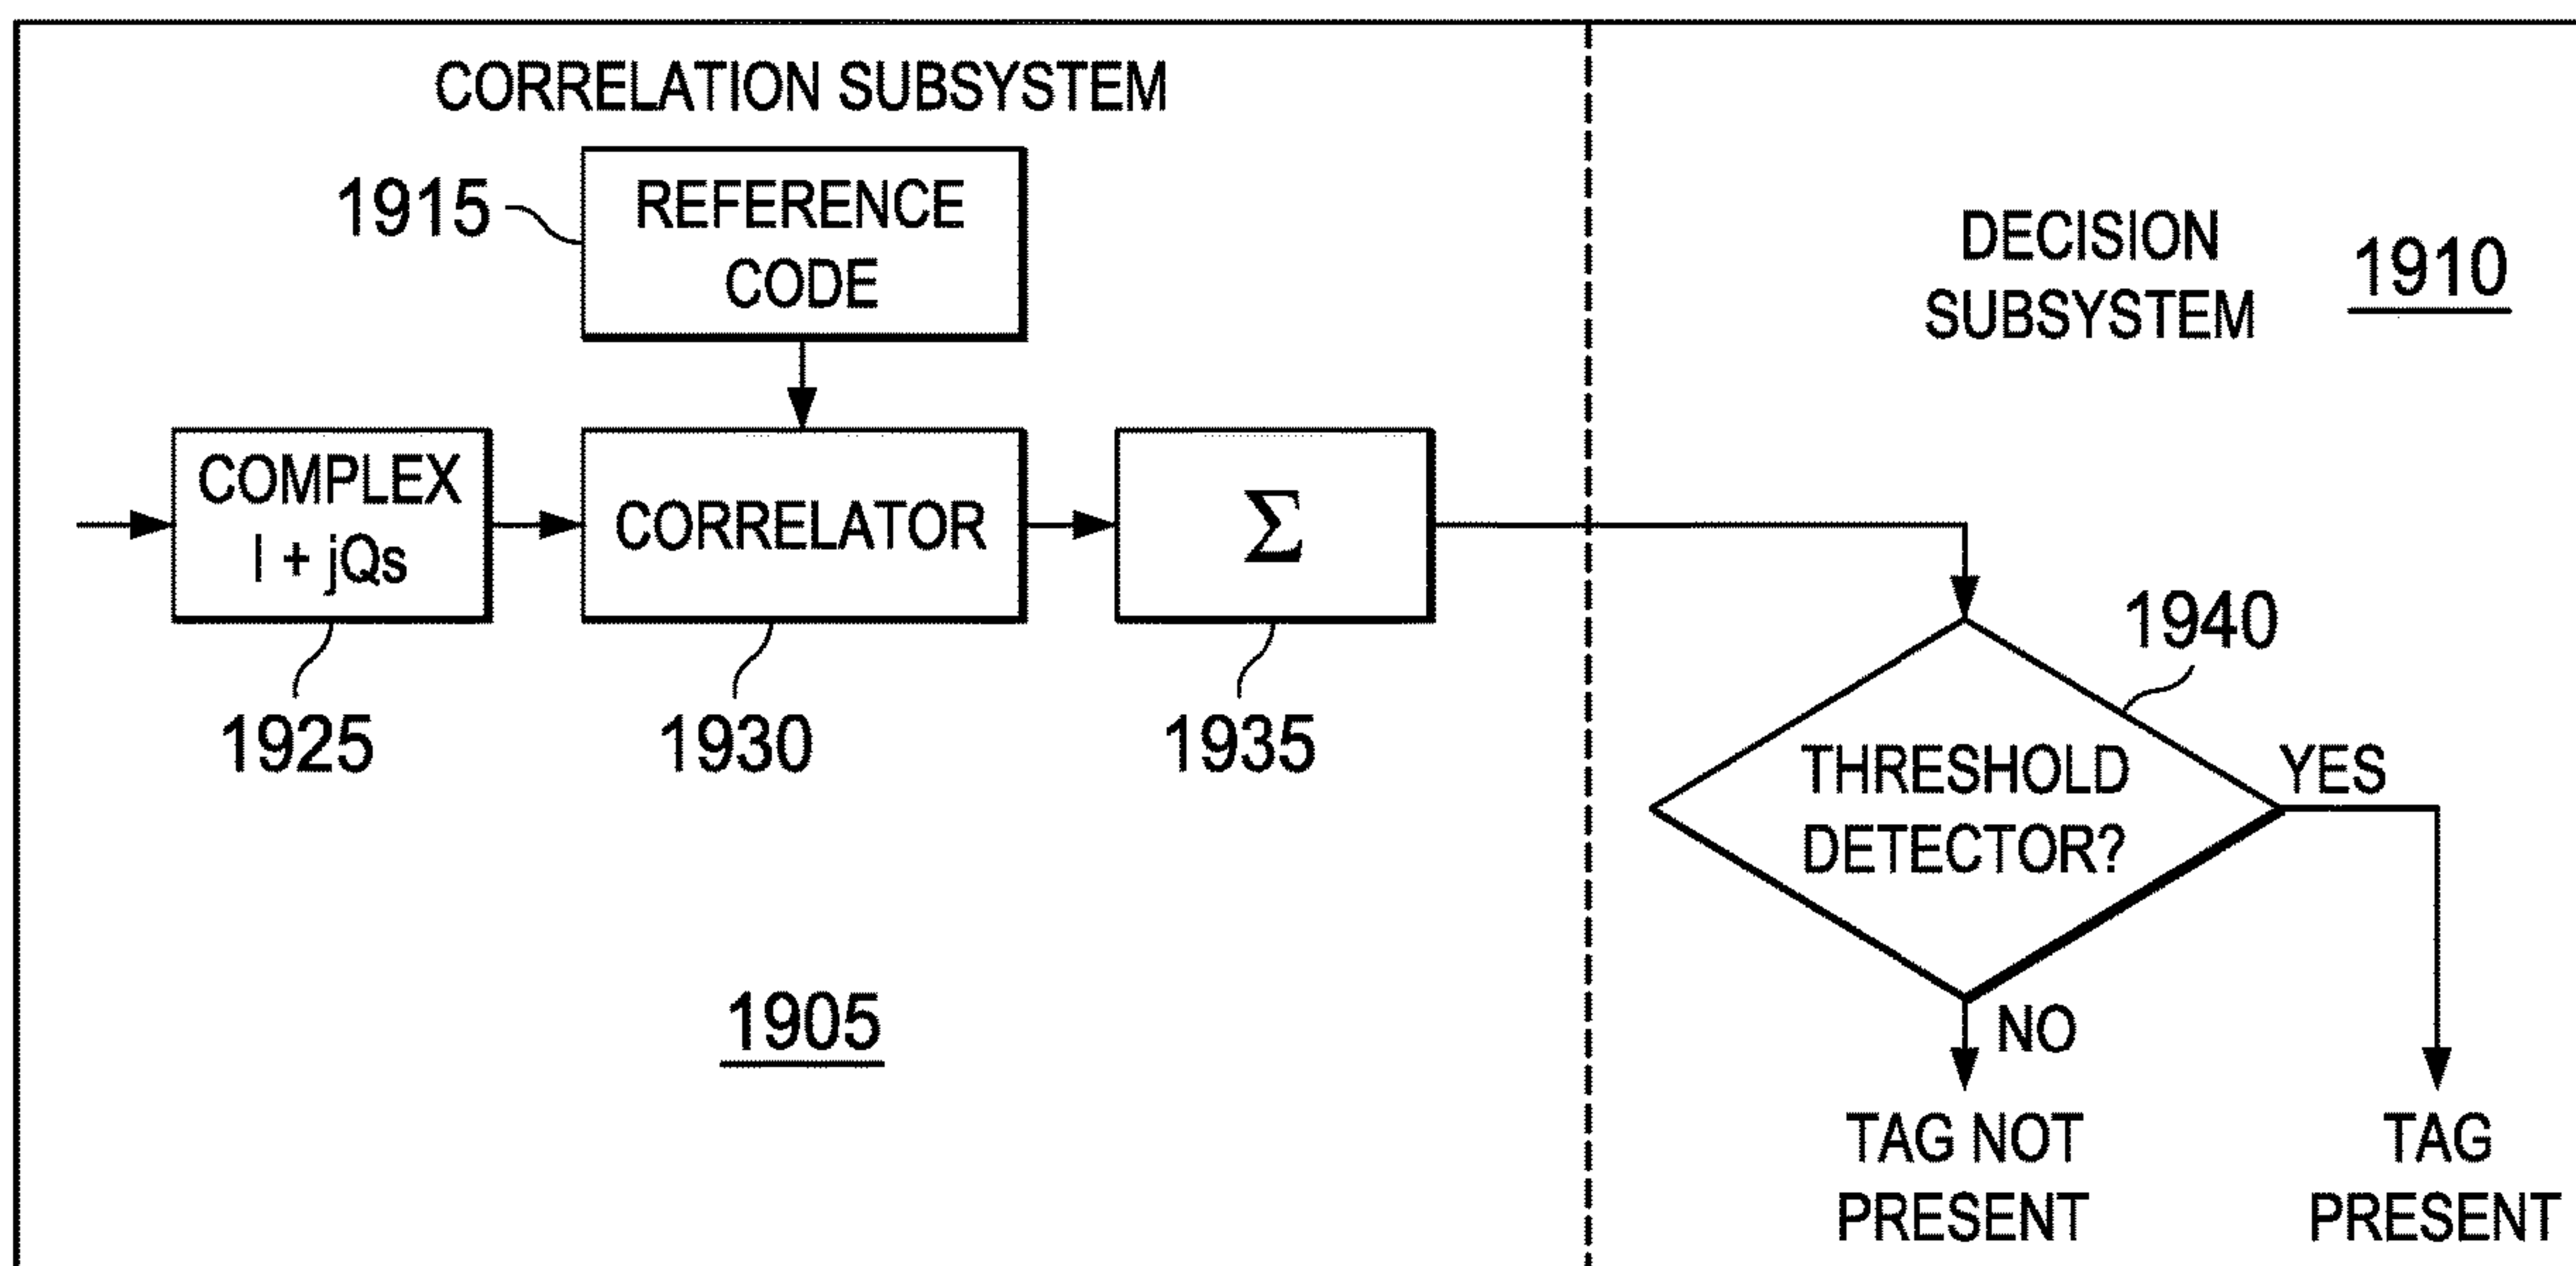 CORRELATION SUBSYSTEM
1915
REFERENCE
CODE
DECISION
SUBSYSTEM
1910
COMPLEX
I + jQs
CORRELATOR
Σ
1925
1930
1935
1940
THRESHOLD
DETECTOR?
YES
NO
1905
TAG NOT
PRESENT
TAG
PRESENT